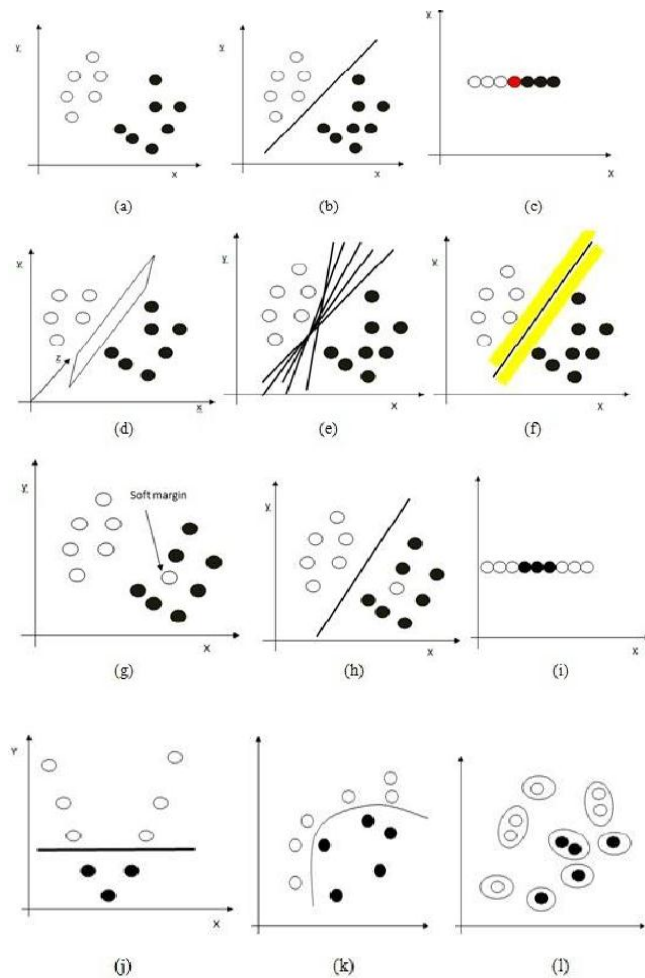 y y y
x x x
(a) (b) (c)
y y y
z
x x x
(d) (e) (f)
y y y
Soft margin
x x x
(g) (h) (i)
Y
X
(j) (k) (l)